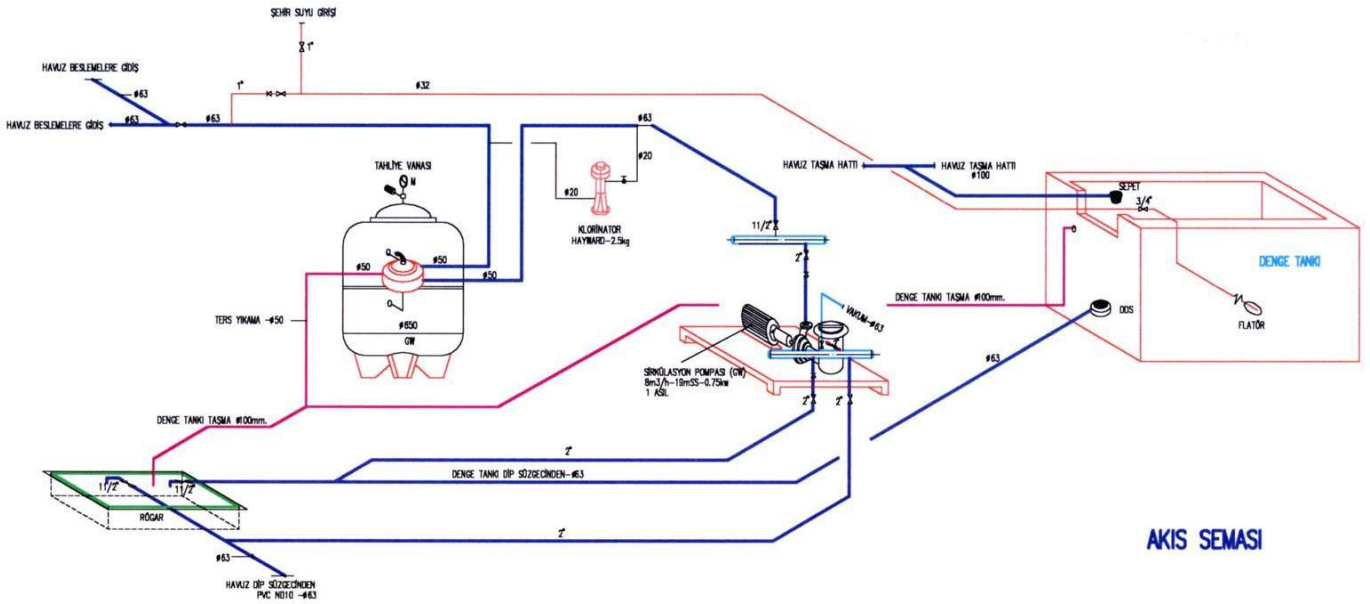 ŞEHİR SUYU GİRİŞİ
1"
HAVUZ BESLEMELERE GİDİŞ
ø63
1"
ø32
HAVUZ BESLEMELERE GİDİŞ
ø63
ø63
ø63
TAHLİYE VANASI
M
ø20
ø20
HAVUZ TAŞMA HATTI
HAVUZ TAŞMA HATTI
ø100
SEPET
3/4"
KLORİNATOR
HAYWARD-2.5kg
11/2"
2"
ø50
ø50
ø50
DENGE TANKI
DENGE TANKI TAŞMA ø100mm.
VAKUM-ø63
DDS
FLATÖR
TERS YIKAMA -ø50
ø650
GW
ø63
SİRKÜLASYON POMPASI (GW)
8m3/h-19mSS-0.75kw
1 ASIL
2"
2"
DENGE TANKI TAŞMA ø100mm.
2"
DENGE TANKI DİP SÜZGECİNDEN-ø63
11/2"
11/2"
RÖGAR
2"
ø63
HAVUZ DİP SÜZGECİNDEN
PVC ND10 -ø63
AKIS SEMASI